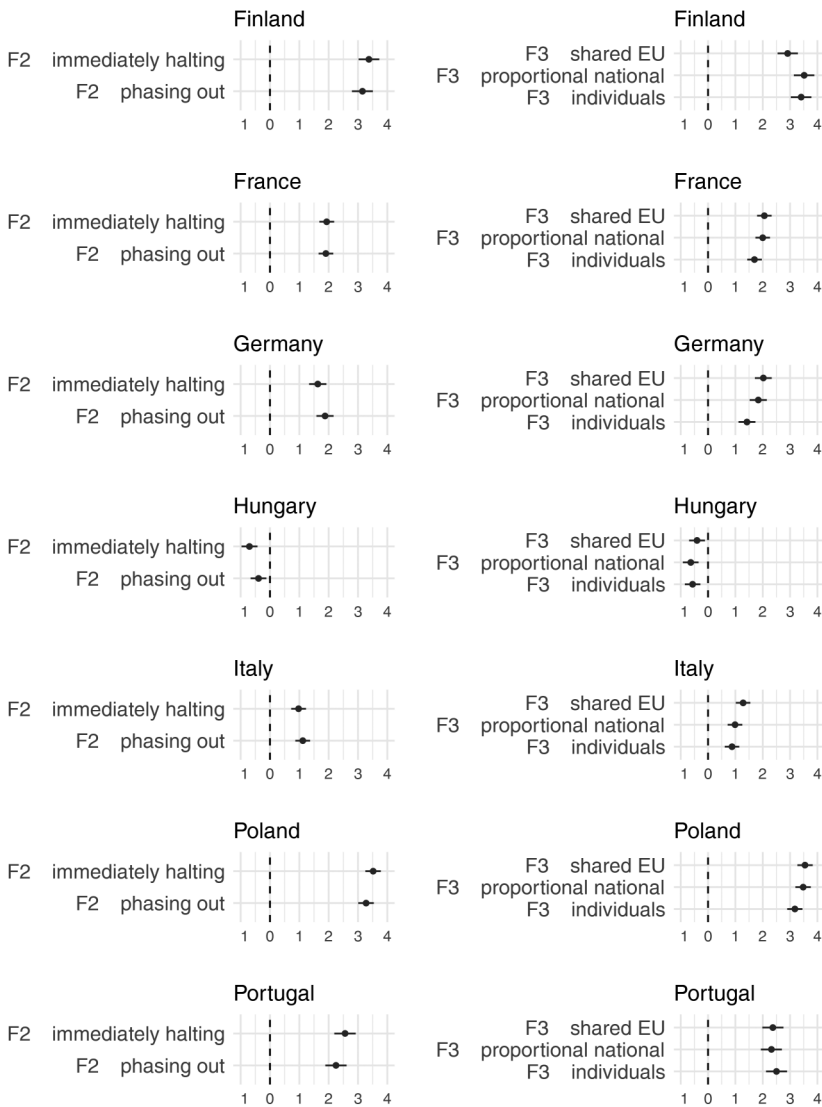 Finland
F2 immediately halting
F2 phasing out
1 0 1 2 3 4
Finland
F3 shared EU
F3 proportional national
F3 individuals
1 0 1 2 3 4
France
F2 immediately halting
F2 phasing out
1 0 1 2 3 4
France
F3 shared EU
F3 proportional national
F3 individuals
1 0 1 2 3 4
Germany
F2 immediately halting
F2 phasing out
1 0 1 2 3 4
Germany
F3 shared EU
F3 proportional national
F3 individuals
1 0 1 2 3 4
Hungary
F2 immediately halting
F2 phasing out
1 0 1 2 3 4
Hungary
F3 shared EU
F3 proportional national
F3 individuals
1 0 1 2 3 4
Italy
F2 immediately halting
F2 phasing out
1 0 1 2 3 4
Italy
F3 shared EU
F3 proportional national
F3 individuals
1 0 1 2 3 4
Poland
F2 immediately halting
F2 phasing out
1 0 1 2 3 4
Poland
F3 shared EU
F3 proportional national
F3 individuals
1 0 1 2 3 4
Portugal
F2 immediately halting
F2 phasing out
1 0 1 2 3 4
Portugal
F3 shared EU
F3 proportional national
F3 individuals
1 0 1 2 3 4